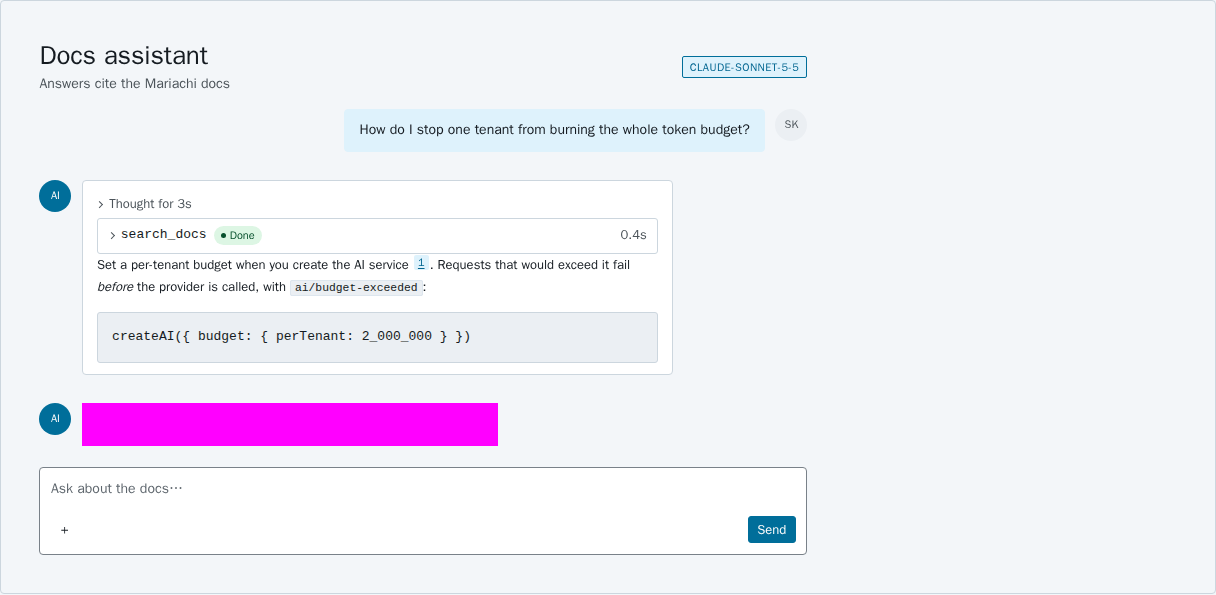 Docs assistant
Answers cite the Mariachi docs
CLAUDE-SONNET-5-5
How do I stop one tenant from burning the whole token budget?
SK
AI
Thought for 3s
search_docs
Done
0.4s
Set a per-tenant budget when you create the AI service 1. Requests that would exceed it fail
before the provider is called, with ai/budget-exceeded:
createAI({ budget: { perTenant: 2_000_000 } })
AI
Ask about the docs…
+
Send